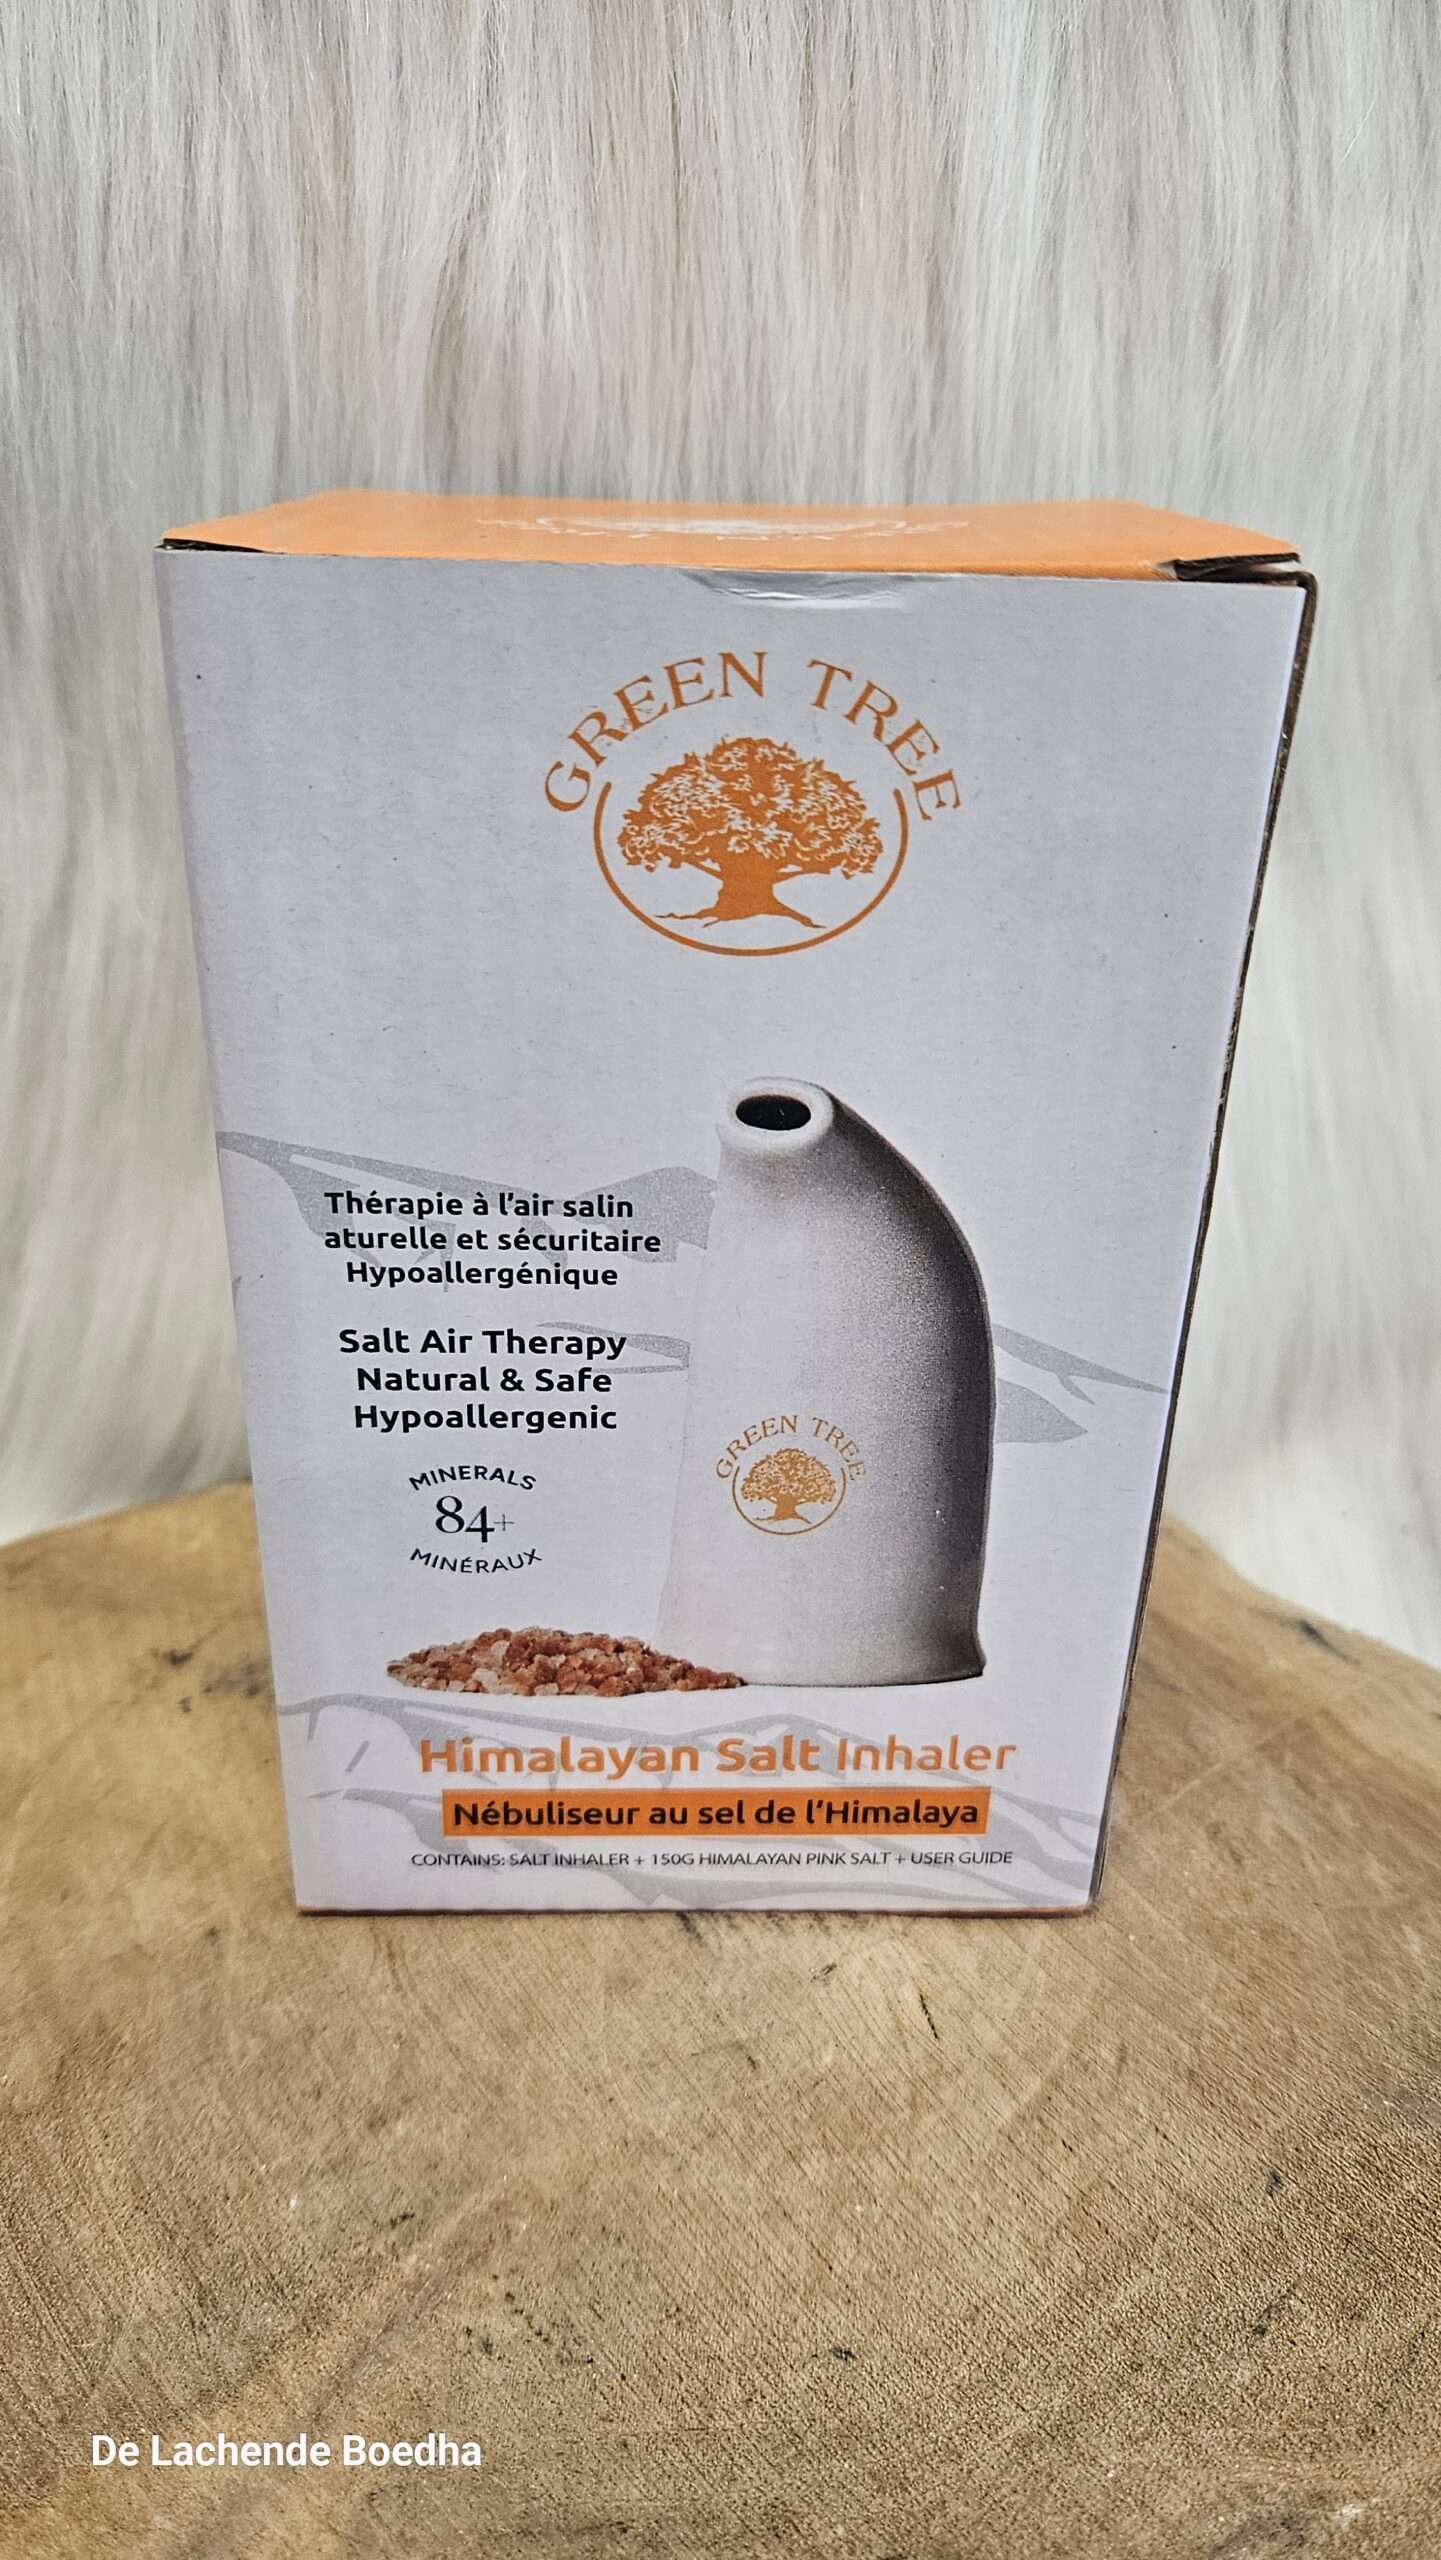 GREEN TREE
Thérapie à l'air salin
aturelle et sécuritaire
Hypoallergénique
Salt Air Therapy
Natural & Safe
Hypoallergenic
MINERALS
84+
MINÉRAUX
GREEN TREE
Himalayan Salt Inhaler
Nébuliseur au sel de l'Himalaya
CONTAINS: SALT INHALER + 150G HIMALAYAN PINK SALT + USER GUIDE
De Lachende Boedha